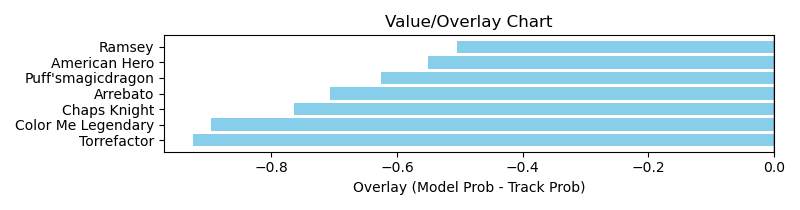 Value/Overlay Chart
Ramsey
American Hero
Puff'smagicdragon
Arrebato
Chaps Knight
Color Me Legendary
Torrefactor
−0.8 −0.6 −0.4 −0.2 0.0
Overlay (Model Prob - Track Prob)